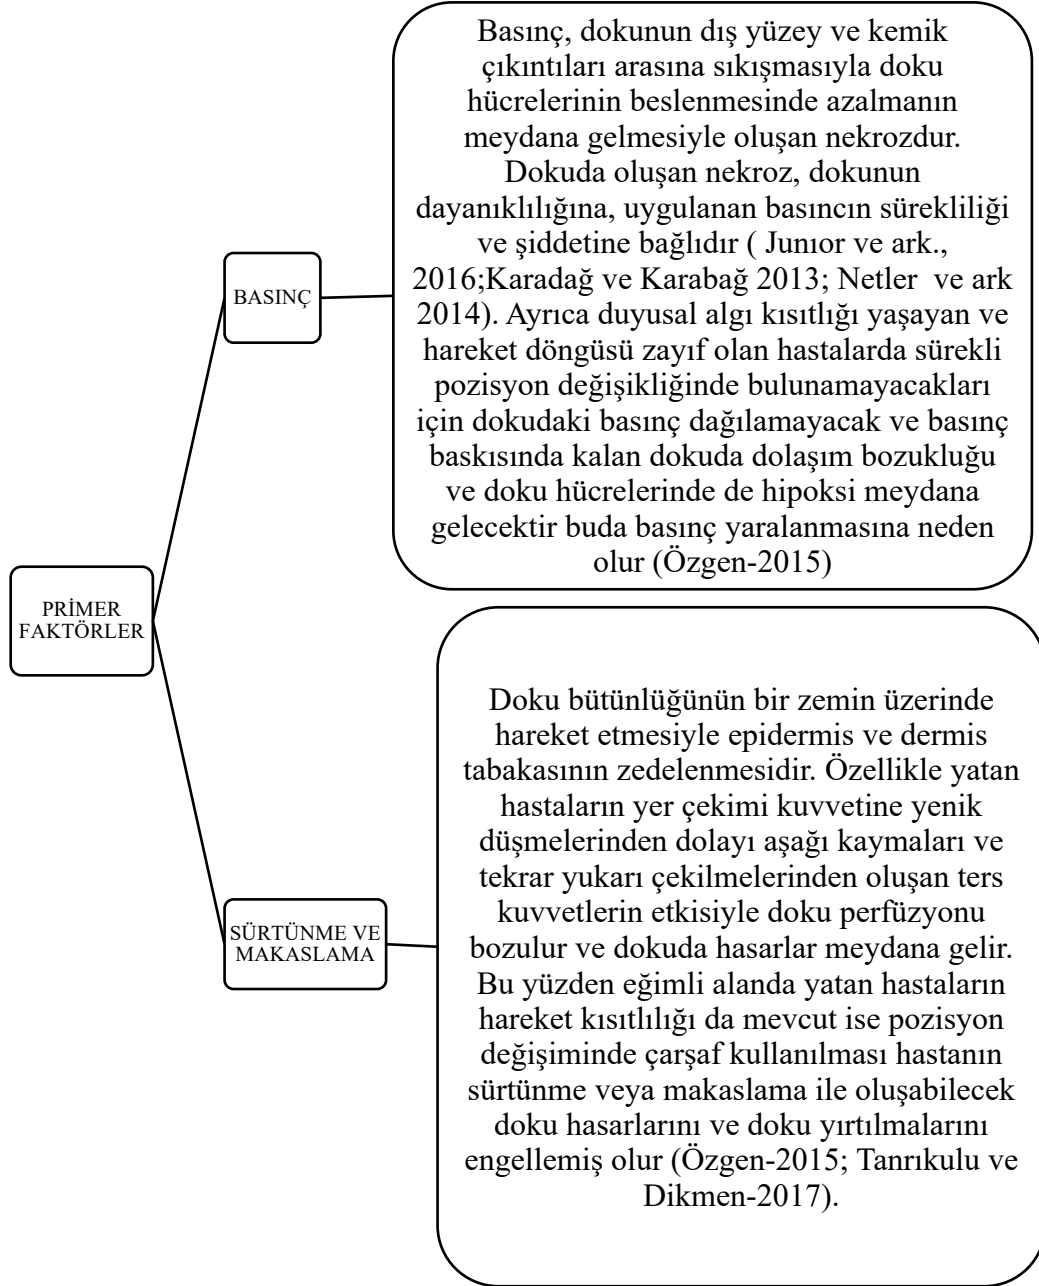 PRİMER
FAKTÖRLER
BASINÇ
Basınç, dokunun dış yüzey ve kemik
çıkıntıları arasına sıkışmasıyla doku
hücrelerinin beslenmesinde azalmanın
meydana gelmesiyle oluşan nekrozdur.
Dokuda oluşan nekroz, dokunun
dayanıklılığına, uygulanan basıncın sürekliliği
ve şiddetine bağlıdır ( Junıor ve ark.,
2016;Karadağ ve Karabağ 2013; Netler  ve ark
2014). Ayrıca duyusal algı kısıtlığı yaşayan ve
hareket döngüsü zayıf olan hastalarda sürekli
pozisyon değişikliğinde bulunamayacakları
için dokudaki basınç dağılamayacak ve basınç
baskısında kalan dokuda dolaşım bozukluğu
ve doku hücrelerinde de hipoksi meydana
gelecektir buda basınç yaralanmasına neden
olur (Özgen-2015)
SÜRTÜNME VE
MAKASLAMA
Doku bütünlüğünün bir zemin üzerinde
hareket etmesiyle epidermis ve dermis
tabakasının zedelenmesidir. Özellikle yatan
hastaların yer çekimi kuvvetine yenik
düşmelerinden dolayı aşağı kaymaları ve
tekrar yukarı çekilmelerinden oluşan ters
kuvvetlerin etkisiyle doku perfüzyonu
bozulur ve dokuda hasarlar meydana gelir.
Bu yüzden eğimli alanda yatan hastaların
hareket kısıtlılığı da mevcut ise pozisyon
değişiminde çarşaf kullanılması hastanın
sürtünme veya makaslama ile oluşabilecek
doku hasarlarını ve doku yırtılmalarını
engellemiş olur (Özgen-2015; Tanrıkulu ve
Dikmen-2017).